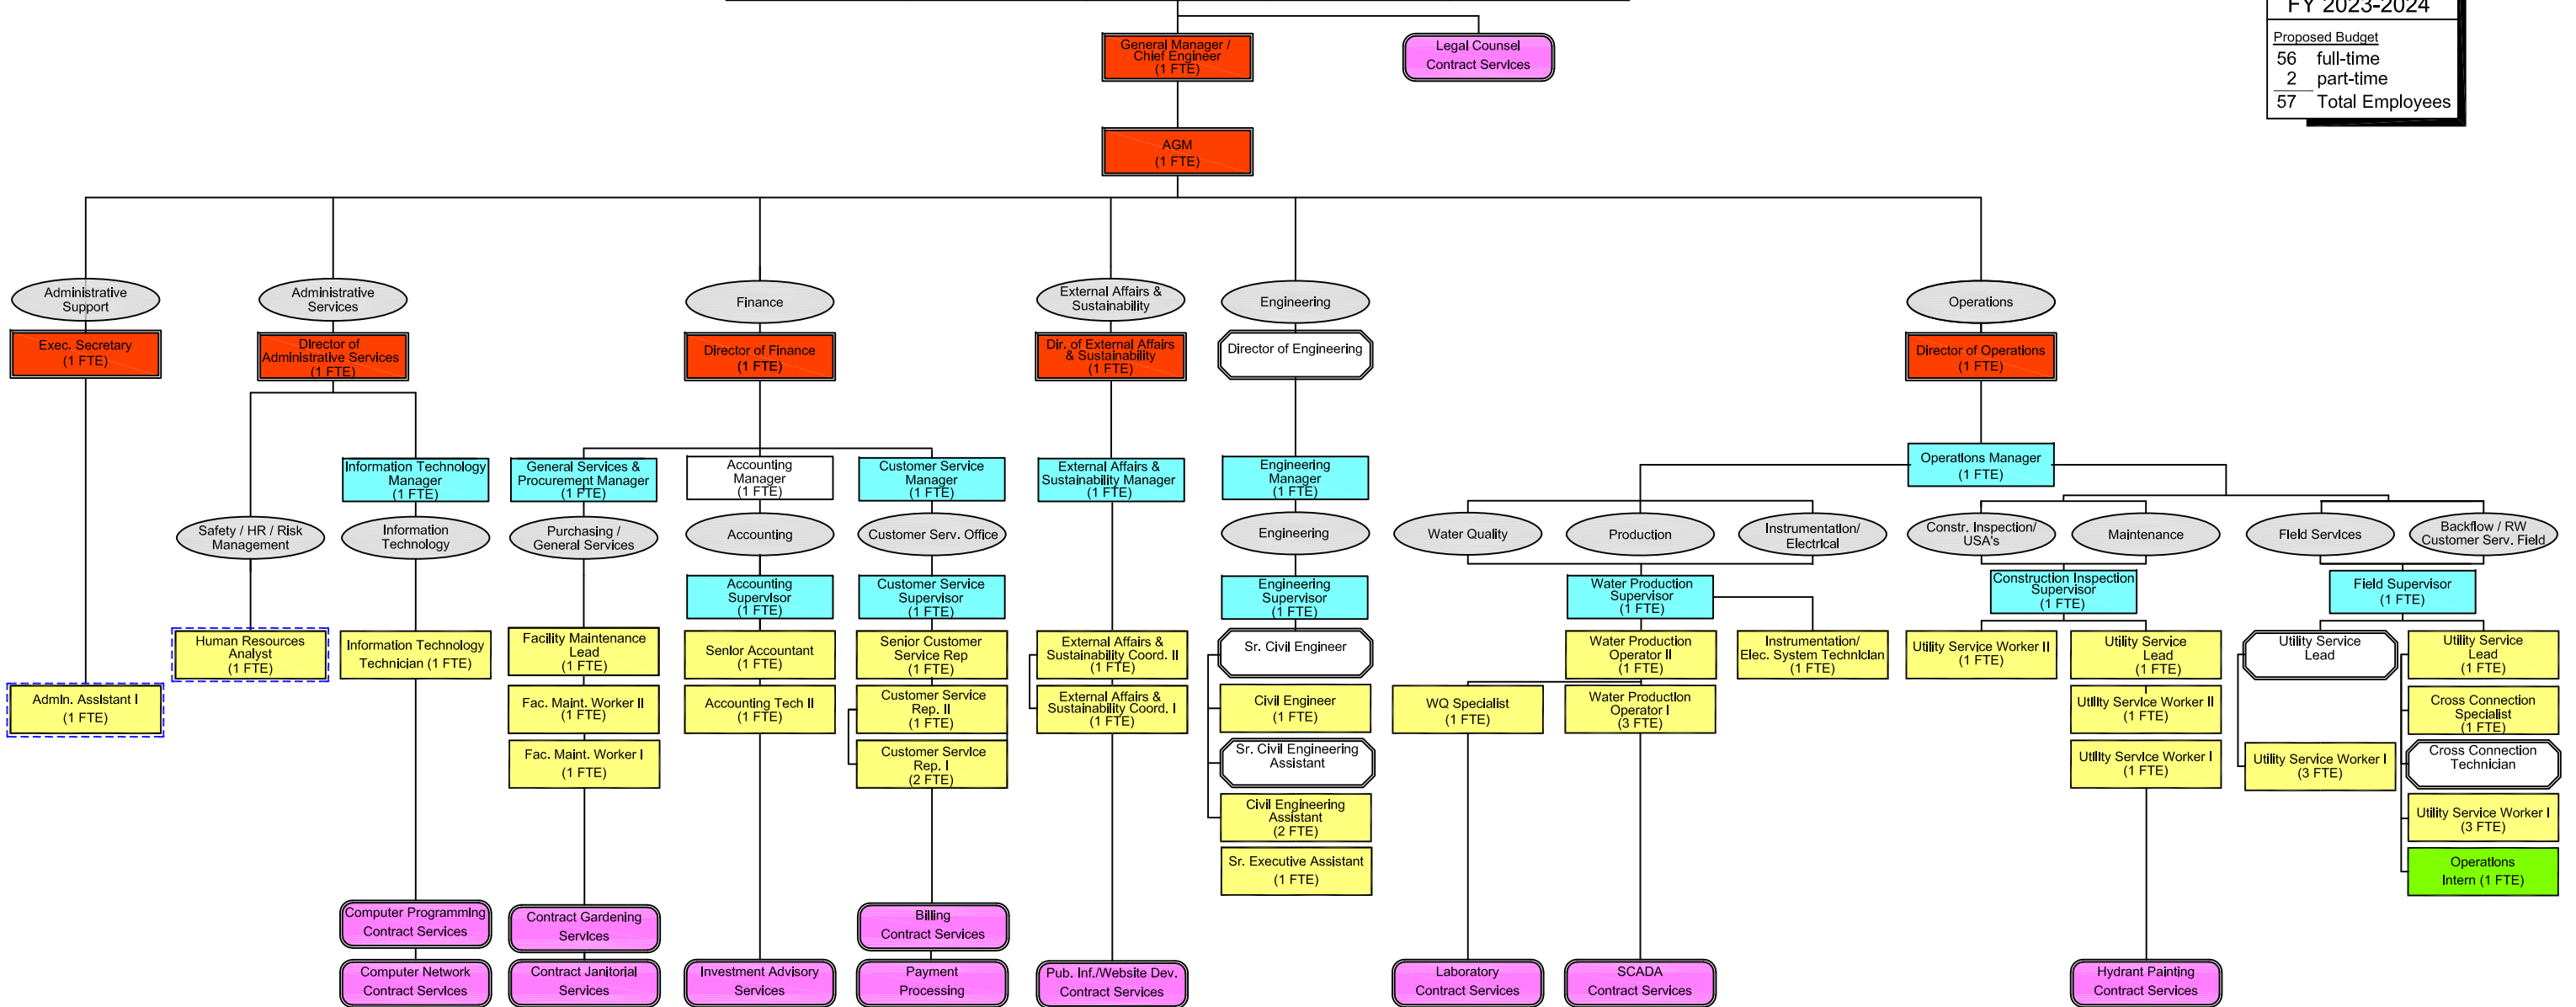 FY 2023-2024
Proposed Budget
56 full-time
2 part-time
57 Total Employees
General Manager /
Chief Engineer
(1 FTE)
Legal Counsel
Contract Services
AGM
(1 FTE)
Administrative
Support
Administrative
Services
Finance
External Affairs &
Sustainability
Engineering
Operations
Exec. Secretary
(1 FTE)
Director of
Administrative Services
(1 FTE)
Director of Finance
(1 FTE)
Dir. of External Affairs
& Sustainability
(1 FTE)
Director of Engineering
Director of Operations
(1 FTE)
Information Technology
Manager
(1 FTE)
General Services &
Procurement Manager
(1 FTE)
Accounting
Manager
(1 FTE)
Customer Service
Manager
(1 FTE)
External Affairs &
Sustainability Manager
(1 FTE)
Engineering
Manager
(1 FTE)
Operations Manager
(1 FTE)
Safety / HR / Risk
Management
Information
Technology
Purchasing /
General Services
Accounting
Customer Serv. Office
Engineering
Water Quality
Production
Instrumentation/
Electrical
Constr. Inspection/
USA's
Maintenance
Field Services
Backflow / RW
Customer Serv. Field
Accounting
Supervisor
(1 FTE)
Customer Service
Supervisor
(1 FTE)
Engineering
Supervisor
(1 FTE)
Water Production
Supervisor
(1 FTE)
Construction Inspection
Supervisor
(1 FTE)
Field Supervisor
(1 FTE)
Human Resources
Analyst
(1 FTE)
Information Technology
Technician (1 FTE)
Facility Maintenance
Lead
(1 FTE)
Senior Accountant
(1 FTE)
Senior Customer
Service Rep
(1 FTE)
External Affairs &
Sustainability Coord. II
(1 FTE)
Sr. Civil Engineer
Water Production
Operator II
(1 FTE)
Instrumentation/
Elec. System Technician
(1 FTE)
Utility Service Worker II
(1 FTE)
Utility Service
Lead
(1 FTE)
Utility Service
Lead
Utility Service
Lead
(1 FTE)
Admin. Assistant I
(1 FTE)
Fac. Maint. Worker II
(1 FTE)
Accounting Tech II
(1 FTE)
Customer Service
Rep. II
(1 FTE)
External Affairs &
Sustainability Coord. I
(1 FTE)
Civil Engineer
(1 FTE)
WQ Specialist
(1 FTE)
Water Production
Operator I
(3 FTE)
Utility Service Worker II
(1 FTE)
Cross Connection
Specialist
(1 FTE)
Fac. Maint. Worker I
(1 FTE)
Customer Service
Rep. I
(2 FTE)
Sr. Civil Engineering
Assistant
Utility Service Worker I
(1 FTE)
Utility Service Worker I
(3 FTE)
Cross Connection
Technician
Civil Engineering
Assistant
(2 FTE)
Utility Service Worker I
(3 FTE)
Sr. Executive Assistant
(1 FTE)
Operations
Intern (1 FTE)
Computer Programming
Contract Services
Contract Gardening
Services
Billing
Contract Services
Computer Network
Contract Services
Contract Janitorial
Services
Investment Advisory
Services
Payment
Processing
Pub. Inf./Website Dev.
Contract Services
Laboratory
Contract Services
SCADA
Contract Services
Hydrant Painting
Contract Services